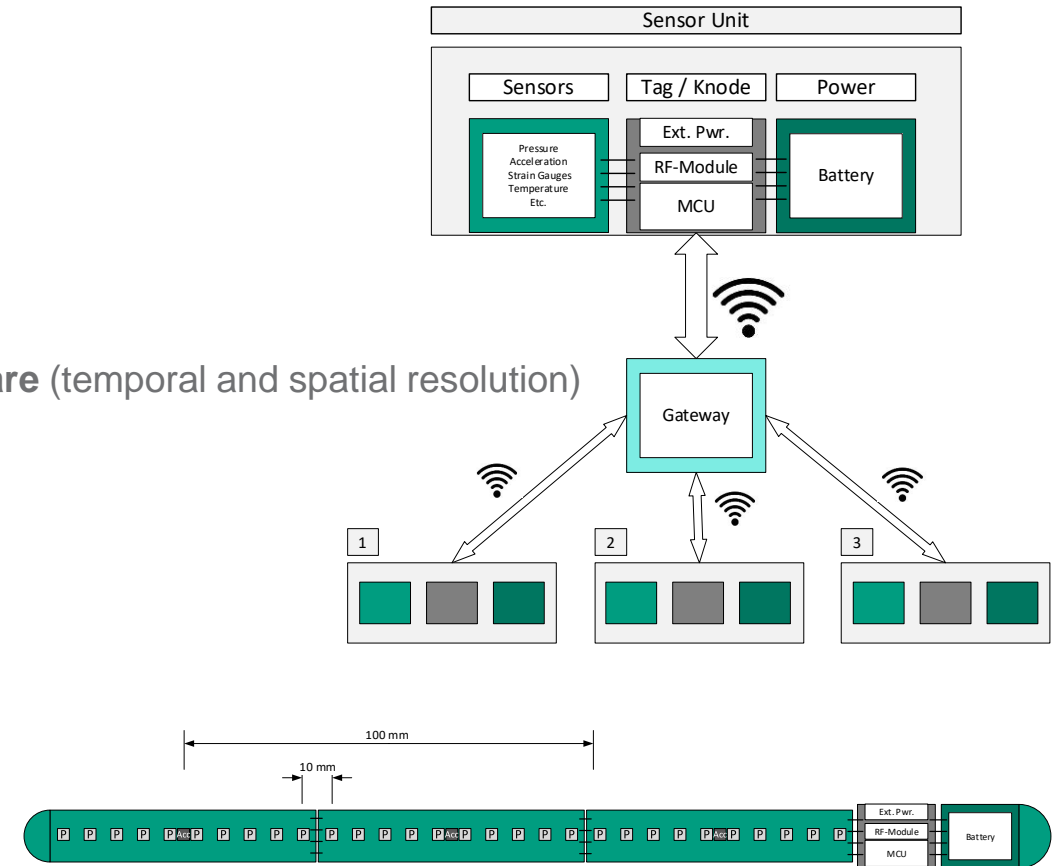 Sensor Unit
Sensors Tag / Knode Power
Pressure
Acceleration
Strain Gauges
Temperature
Etc.
Ext. Pwr.
RF-Module
MCU
Battery
are (temporal and spatial resolution)
Gateway
1 2 3
100 mm
10 mm
P P P P P Acc P P P P P P P P P P Acc P P P P P P P P P P Acc P P P P P
Ext. Pwr.
RF-Module
MCU
Battery